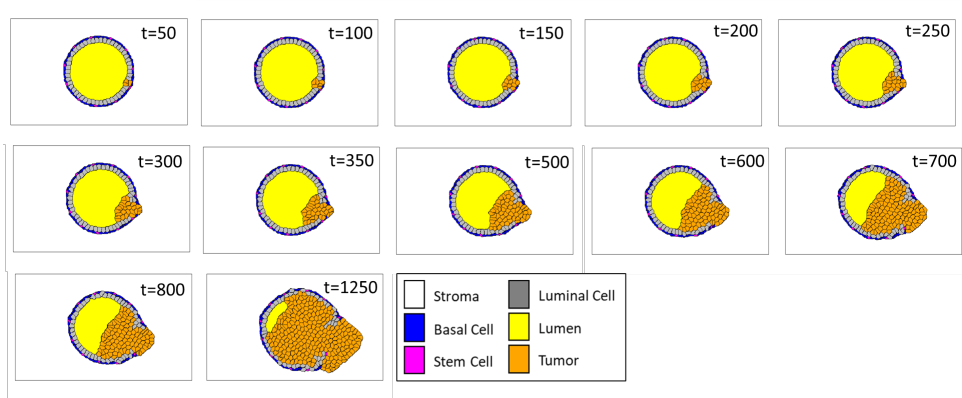 t=50
t=100
t=150
t=200
t=250
t=300
t=350
t=500
t=600
t=700
t=800
t=1250
Stroma
Luminal Cell
Basal Cell
Lumen
Stem Cell
Tumor